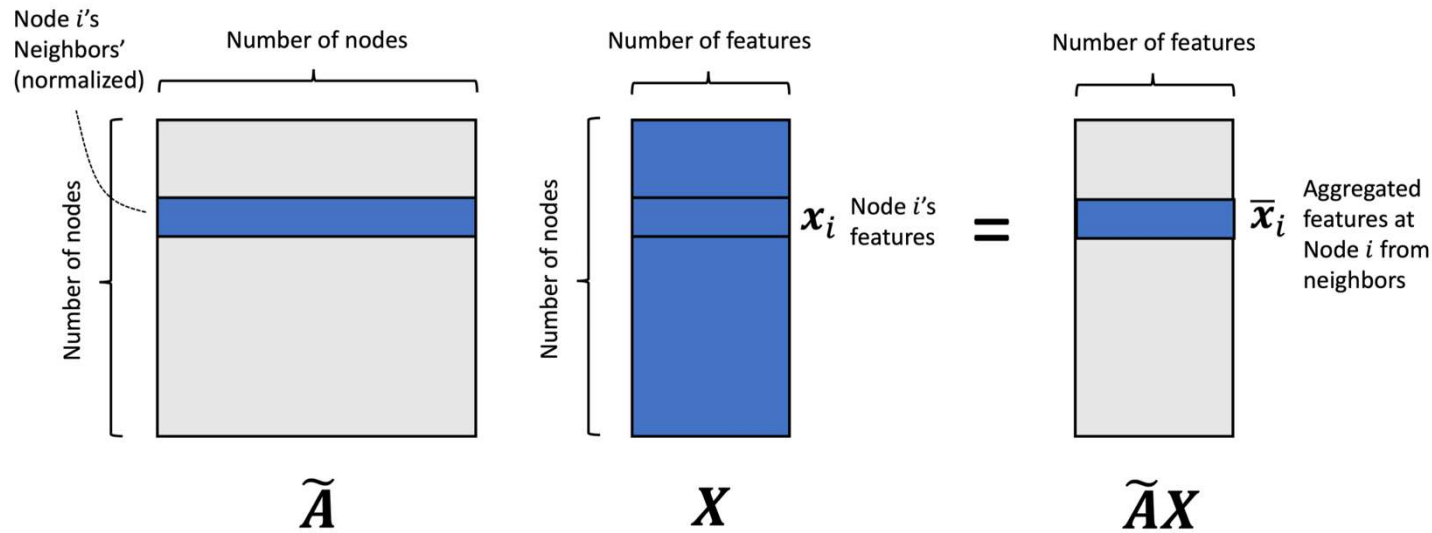 Node i's
Neighbors'
(normalized)
Number of nodes
Number of nodes
Ã
Number of features
Number of nodes
x_i Node i's
features
X
=
Number of features
x̄_i Aggregated
features at
Node i from
neighbors
ÃX